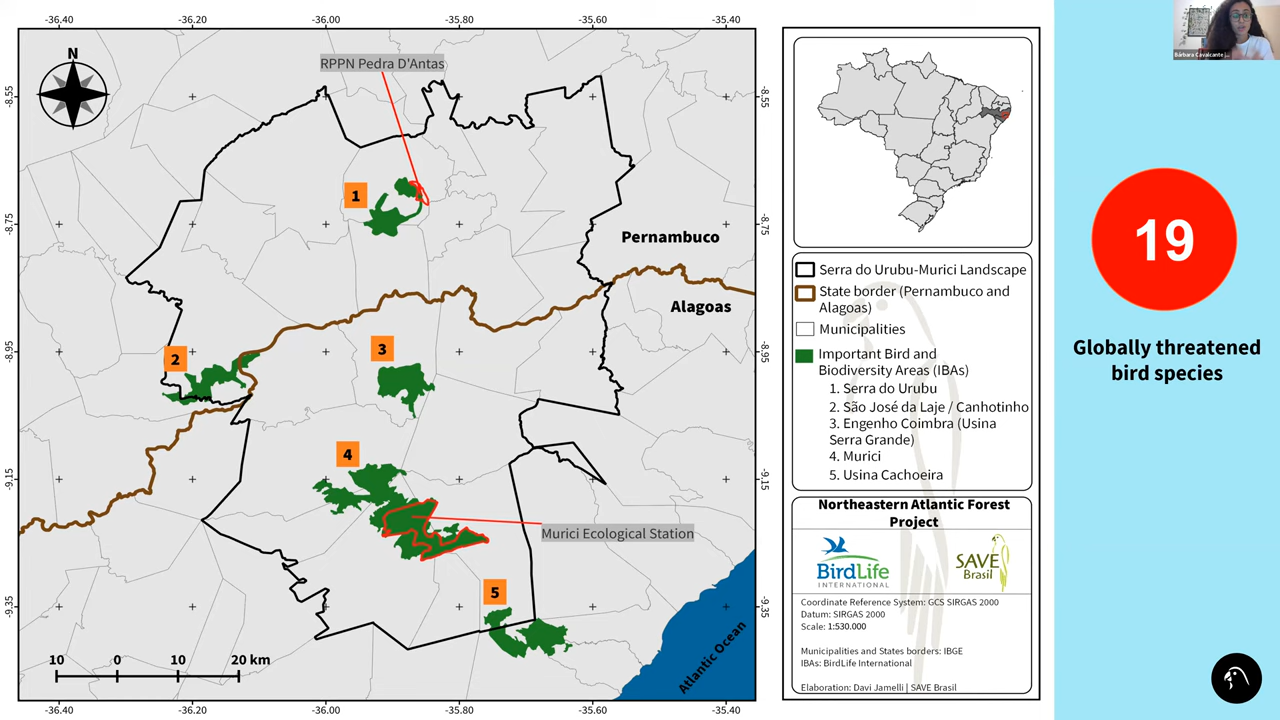 -36.40
-36.20
-36.00
-35.80
-35.60
-35.40
N
RPPN Pedra D'Antas
-8.55
-8.55
1
-8.75
-8.75
Pernambuco
Alagoas
2
3
-8.95
-8.95
4
-9.15
-9.15
Murici Ecological Station
5
-9.35
-9.35
Atlantic Ocean
10 0 10 20 km
-36.40
-36.20
-36.00
-35.80
-35.60
-35.40
Serra do Urubu-Murici Landscape
State border (Pernambuco and
Alagoas)
Municipalities
Important Bird and
Biodiversity Areas (IBAs)
1. Serra do Urubu
2. São José da Laje / Canhotinho
3. Engenho Coimbra (Usina
Serra Grande)
4. Murici
5. Usina Cachoeira
Northeastern Atlantic Forest
Project
BirdLife
INTERNATIONAL
SAVE
Brasil
Coordinate Reference System: GCS SIRGAS 2000
Datum: SIRGAS 2000
Scale: 1:530.000
Municipalities and States borders: IBGE
IBAs: BirdLife International
Elaboration: Davi Jamelli | SAVE Brasil
19
Globally threatened
bird species
Bárbara Cavalcante